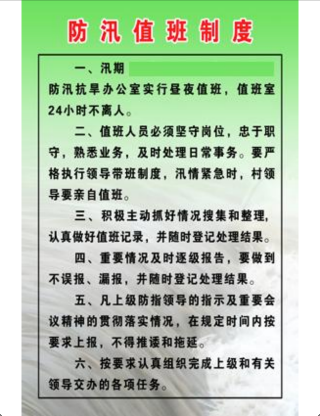 防汛值班制度
一、汛期
防汛抗旱办公室实行昼夜值班，值班室
24小时不离人。
二、值班人员必须坚守岗位，忠于职
守，熟悉业务，及时处理日常事务。要严
格执行领导带班制度，汛情紧急时，村领
导要亲自值班。
三、积极主动抓好情况搜集和整理，
认真做好值班记录，并随时登记处理结果。
四、重要情况及时逐级报告，要做到
不误报、漏报，并随时登记处理结果。
五、凡上级防指领导的指示及重要会
议精神的贯彻落实情况，在规定时间内按
要求上报，不得推诿和拖延。
六、按要求认真组织完成上级和有关
领导交办的各项任务。